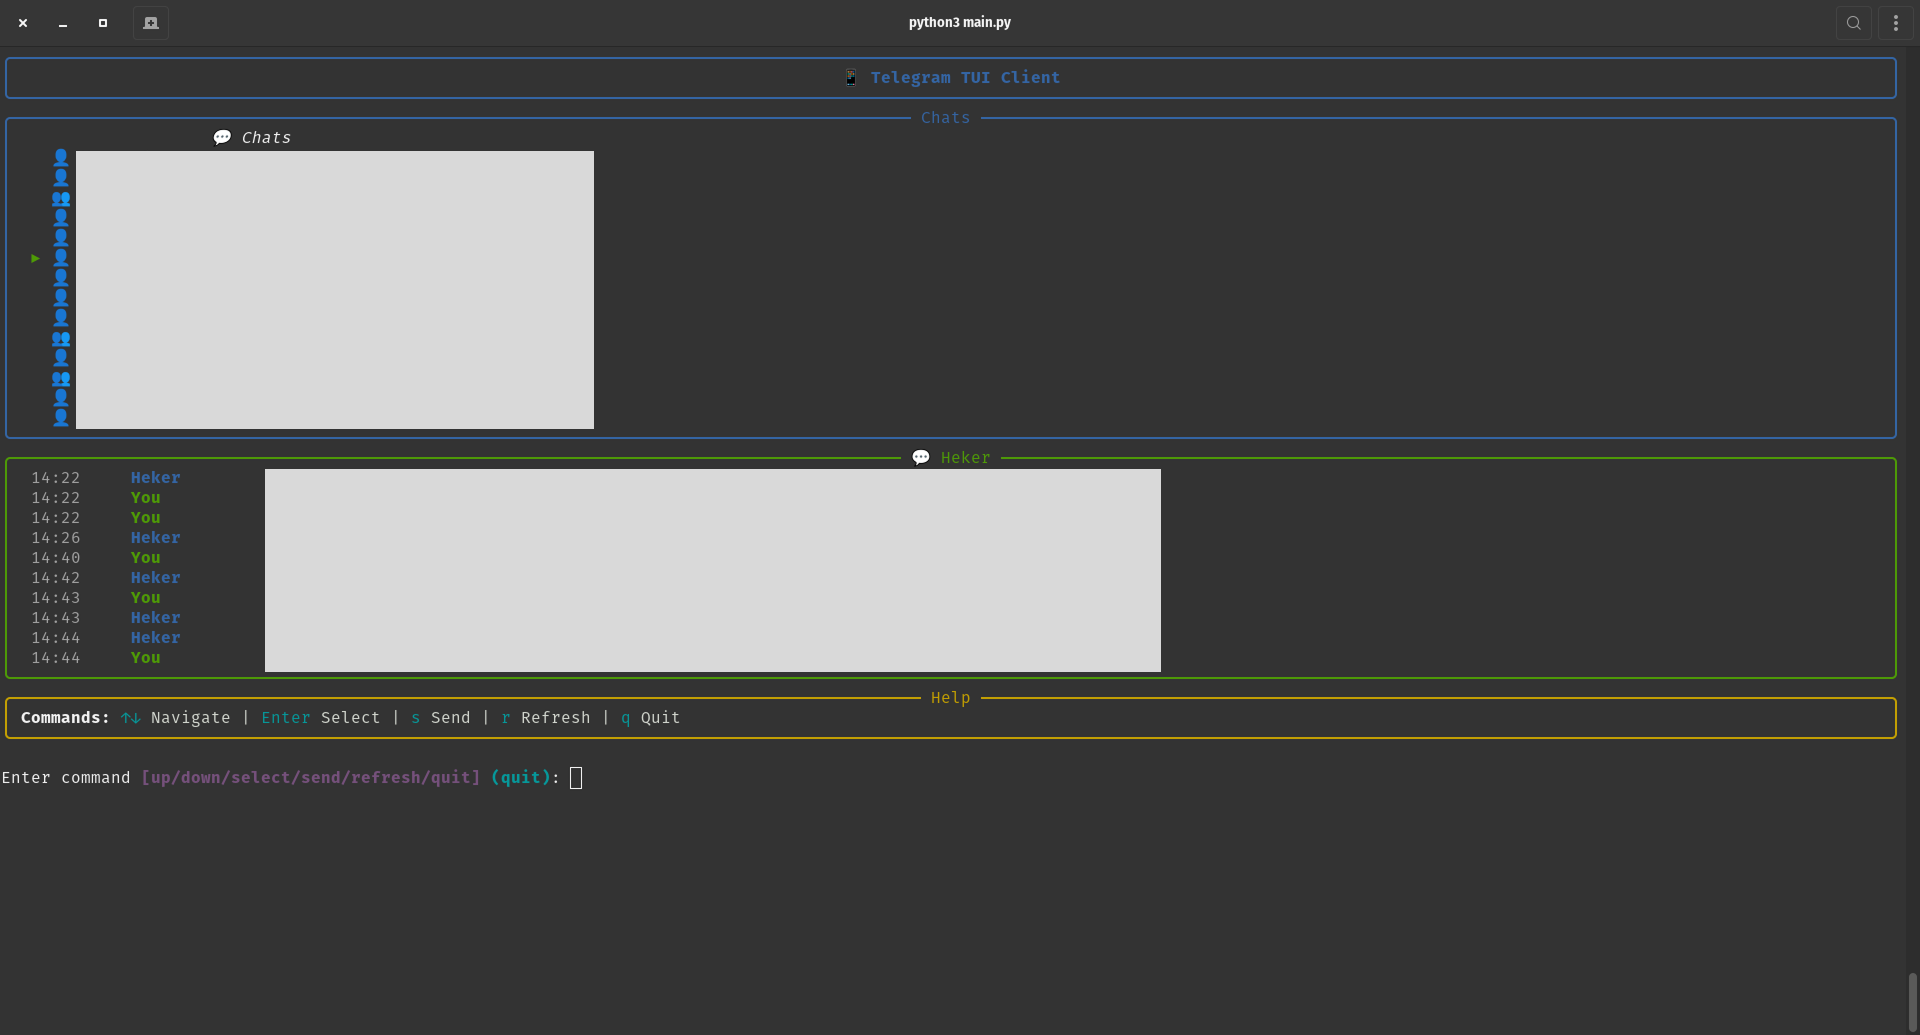 python3 main.py
📱 Telegram TUI Client
Chats
💬 Chats
💬 Heker
14:22 Heker
14:22 You
14:22 You
14:26 Heker
14:40 You
14:42 Heker
14:43 You
14:43 Heker
14:44 Heker
14:44 You
Help
Commands: ↑↓ Navigate | Enter Select | s Send | r Refresh | q Quit
Enter command [up/down/select/send/refresh/quit] (quit):